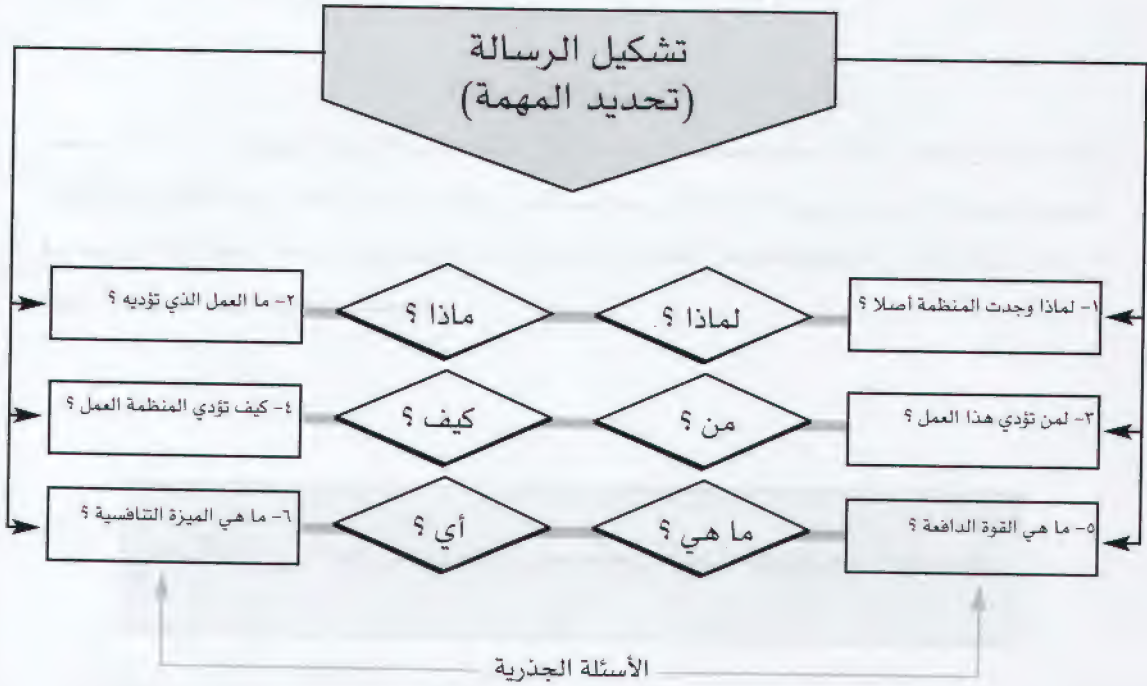 تشكيل الرسالة
(تحديد المهمة)
١- لماذا وجدت المنظمة أصلا ؟
لماذا ؟
ماذا ؟
٢- ما العمل الذي تؤديه ؟
٣- لمن تؤدي هذا العمل ؟
من ؟
كيف ؟
٤- كيف تؤدي المنظمة العمل ؟
٥- ما هي القوة الدافعة ؟
ما هي ؟
أي ؟
٦- ما هي الميزة التنافسية ؟
الأسئلة الجذرية